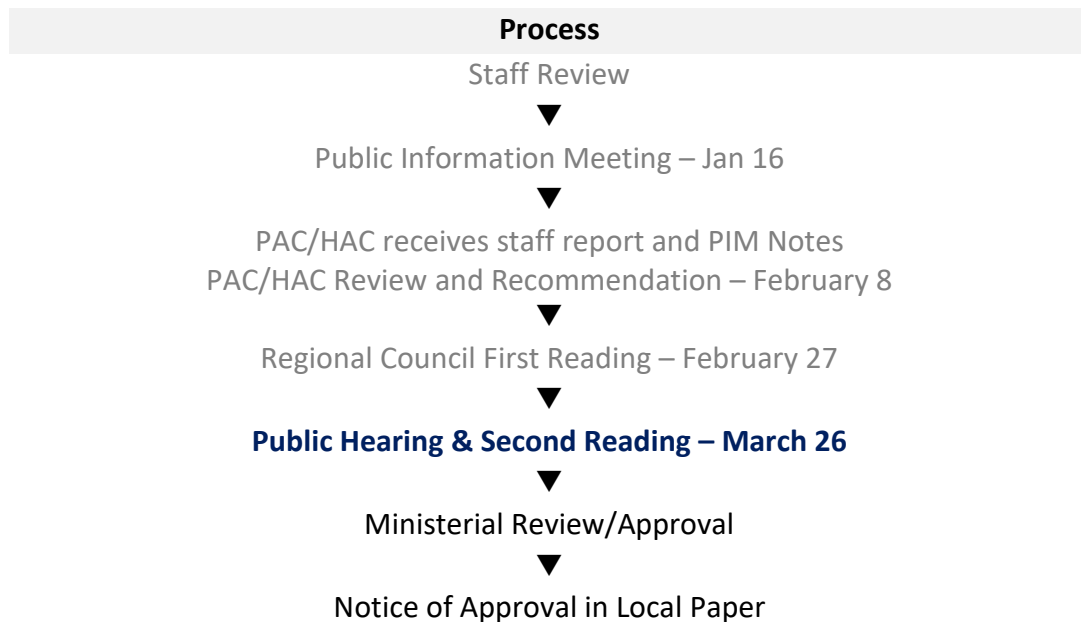 Process
Staff Review
Public Information Meeting – Jan 16
PAC/HAC receives staff report and PIM Notes
PAC/HAC Review and Recommendation – February 8
Regional Council First Reading – February 27
Public Hearing & Second Reading – March 26
Ministerial Review/Approval
Notice of Approval in Local Paper